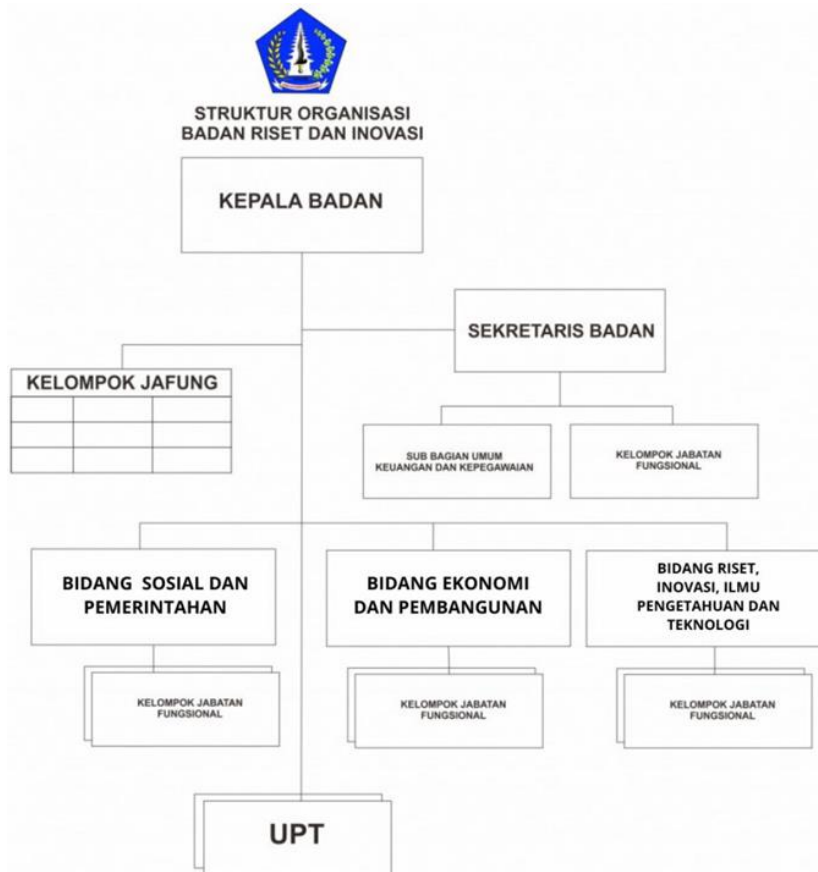 STRUKTUR ORGANISASI
BADAN RISET DAN INOVASI
KEPALA BADAN
SEKRETARIS BADAN
KELOMPOK JAFUNG
SUB BAGIAN UMUM
KEUANGAN DAN KEPEGAWAIAN
KELOMPOK JABATAN
FUNGSIONAL
BIDANG SOSIAL DAN
PEMERINTAHAN
BIDANG EKONOMI
DAN PEMBANGUNAN
BIDANG RISET,
INOVASI, ILMU
PENGETAHUAN DAN
TEKNOLOGI
KELOMPOK JABATAN
FUNGSIONAL
KELOMPOK JABATAN
FUNGSIONAL
KELOMPOK JABATAN
FUNGSIONAL
UPT